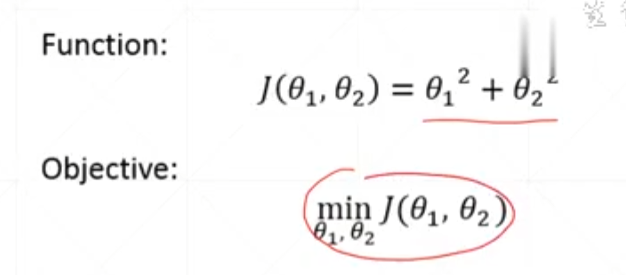 Function:
J(θ₁, θ₂) = θ₁² + θ₂²
Objective:
min J(θ₁, θ₂)
θ₁, θ₂